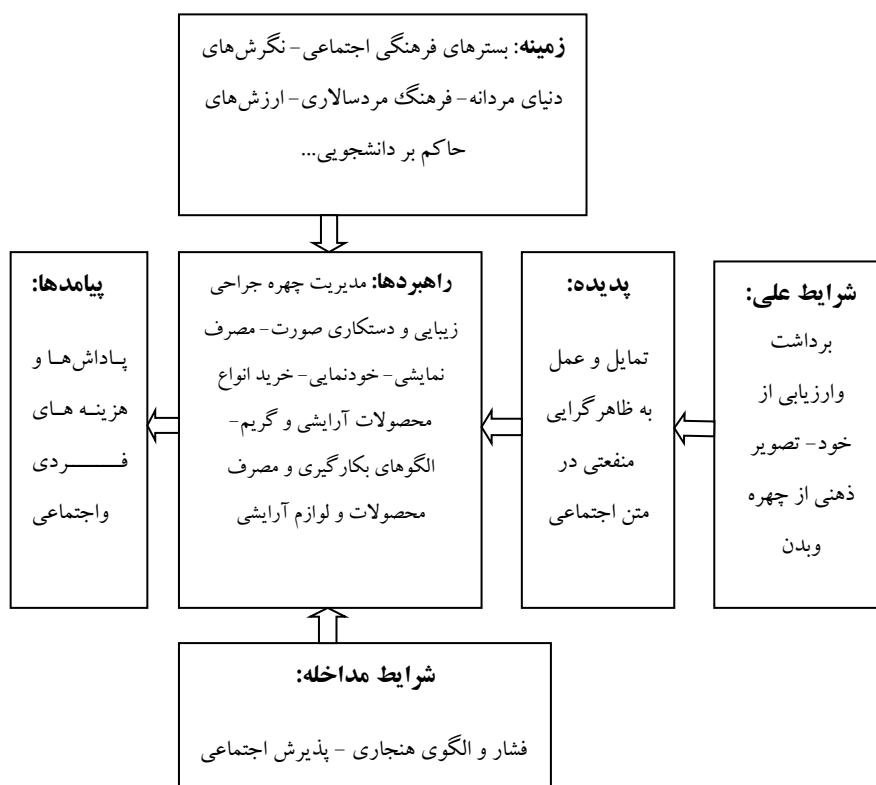 زمینه: بسترهای فرهنگی اجتماعی- نگرش‌های
دنیای مردانه- فرهنگ مردسالاری- ارزش‌های
حاکم بر دانشجویی...
شرایط علی:
برداشت
وارزیابی از
خود- تصویر
ذهنی از چهره
وبدن
پدیده:
تمایل و عمل
به ظاهرگرایی
منفعتی در
متن اجتماعی
راهبردها: مدیریت چهره جراحی
زیبایی و دستکاری صورت- مصرف
نمایشی- خودنمایی- خرید انواع
محصولات آرایشی و گریم-
الگوهای بکارگیری و مصرف
محصولات و لوازم آرایشی
پیامدها:
پاداش‌ها و
هزینه های
فردی
واجتماعی
شرایط مداخله:
فشار و الگوی هنجاری - پذیرش اجتماعی